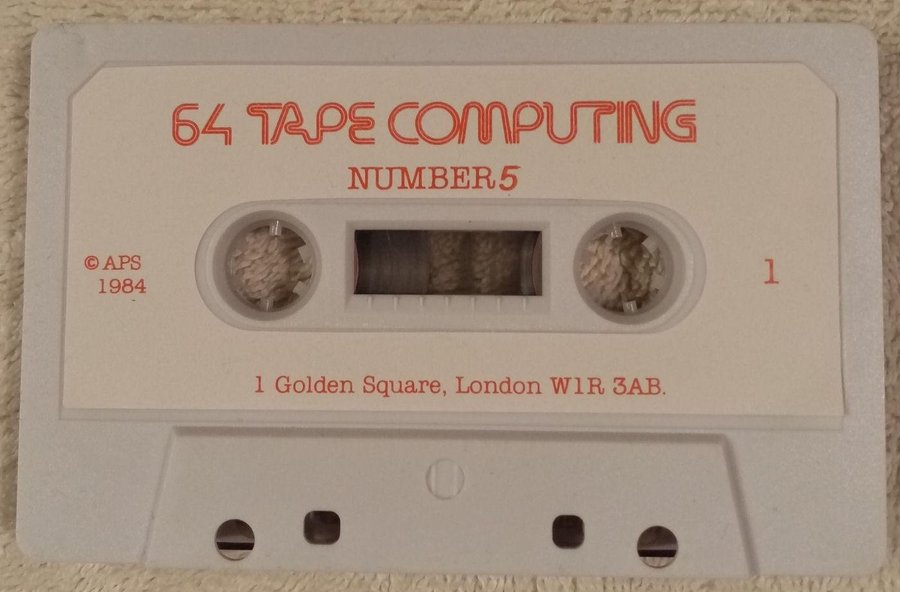 64 TAPE COMPUTING
NUMBER 5
© APS
1984
1
1 Golden Square, London W1R 3AB.